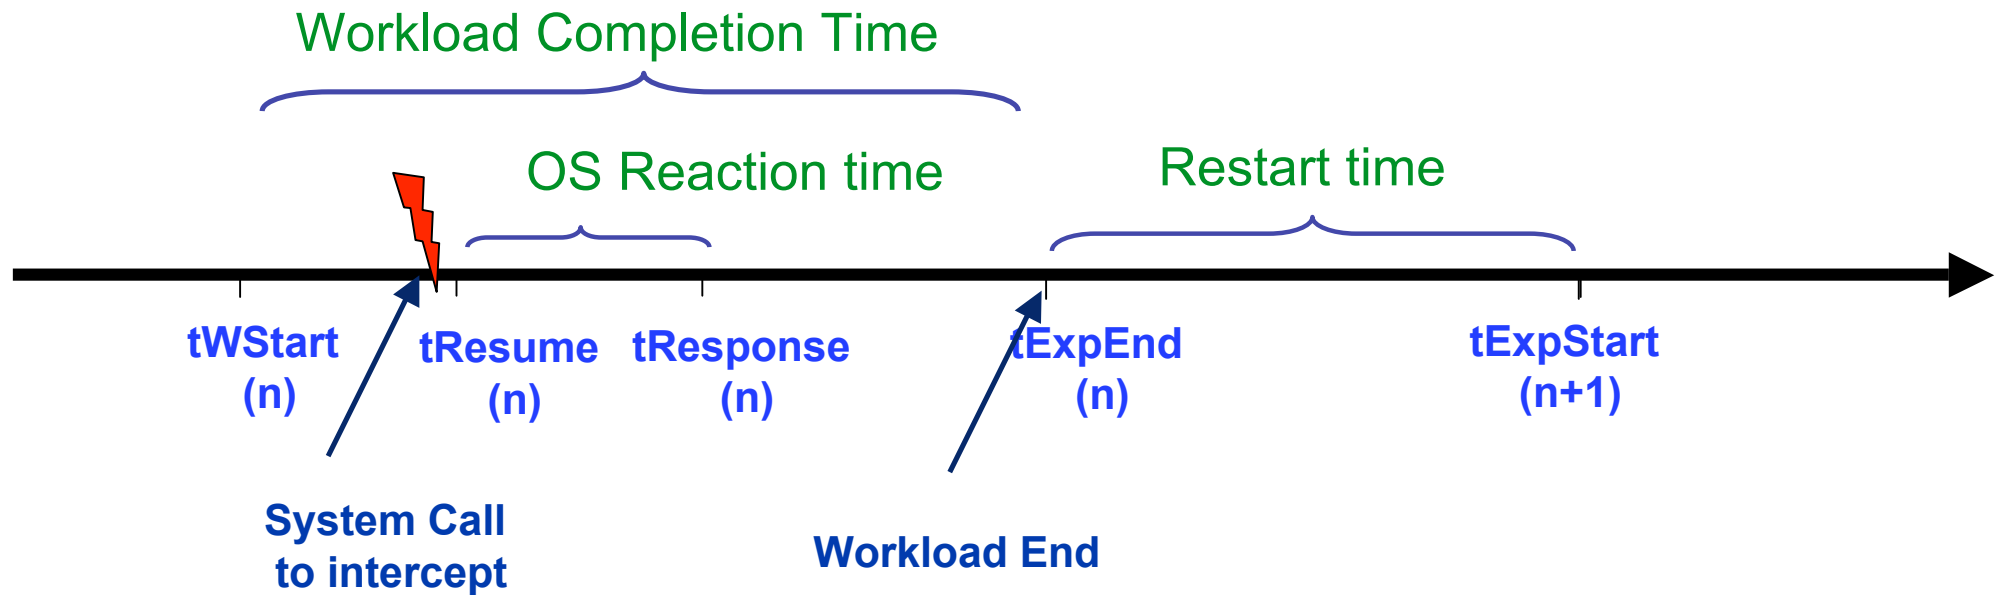 Workload Completion Time
OS Reaction time
Restart time
tWStart
(n)
tResume
(n)
tResponse
(n)
tExpEnd
(n)
tExpStart
(n+1)
System Call
to intercept
Workload End